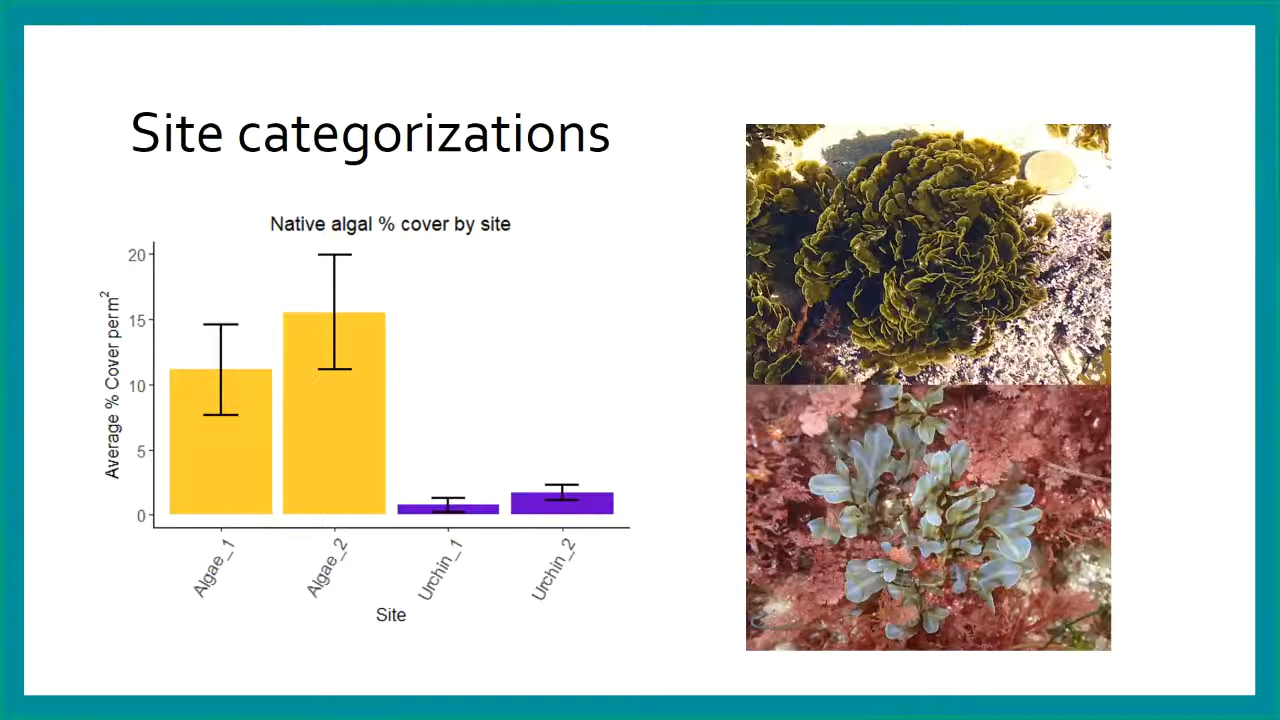 Site categorizations
Native algal % cover by site
Average % Cover per m²
20
15
10
5
0
Algae_1
Algae_2
Urchin_1
Urchin_2
Site